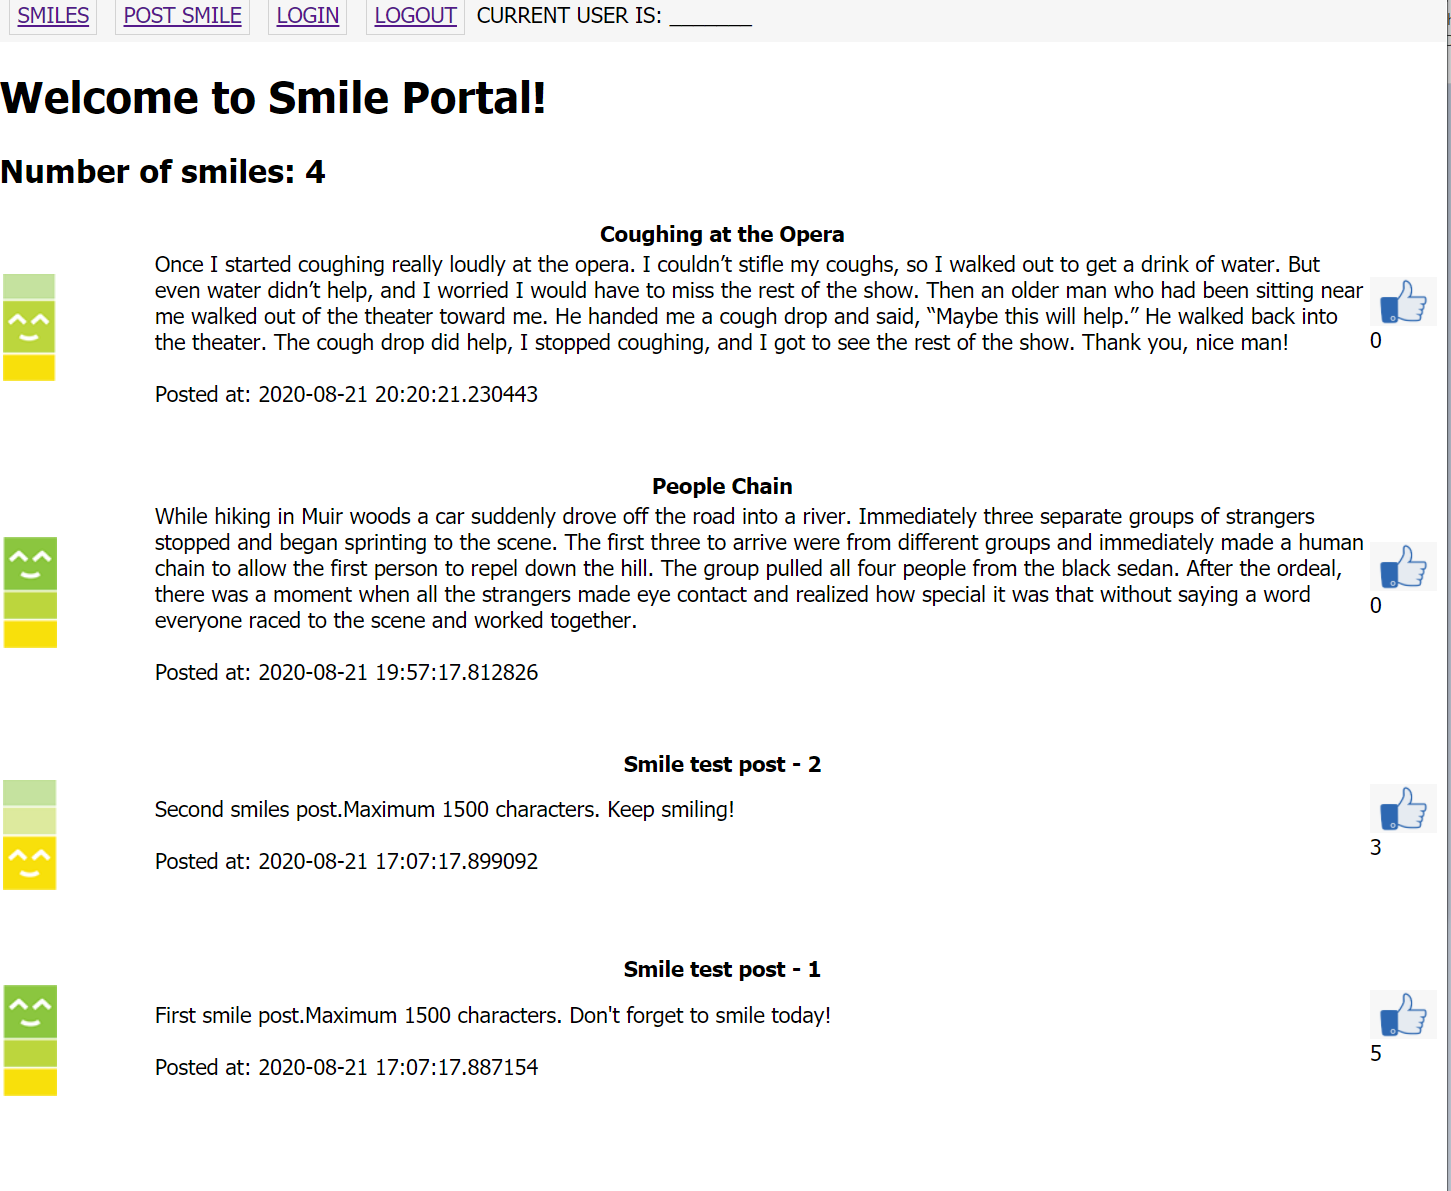 SMILES POST SMILE LOGIN LOGOUT CURRENT USER IS: _______
Welcome to Smile Portal!
Number of smiles: 4
Coughing at the Opera
Once I started coughing really loudly at the opera. I couldn’t stifle my coughs, so I walked out to get a drink of water. But
even water didn’t help, and I worried I would have to miss the rest of the show. Then an older man who had been sitting near
me walked out of the theater toward me. He handed me a cough drop and said, “Maybe this will help.” He walked back into
the theater. The cough drop did help, I stopped coughing, and I got to see the rest of the show. Thank you, nice man!
0
Posted at: 2020-08-21 20:20:21.230443
People Chain
While hiking in Muir woods a car suddenly drove off the road into a river. Immediately three separate groups of strangers
stopped and began sprinting to the scene. The first three to arrive were from different groups and immediately made a human
chain to allow the first person to repel down the hill. The group pulled all four people from the black sedan. After the ordeal,
there was a moment when all the strangers made eye contact and realized how special it was that without saying a word
everyone raced to the scene and worked together.
0
Posted at: 2020-08-21 19:57:17.812826
Smile test post - 2
Second smiles post.Maximum 1500 characters. Keep smiling!
3
Posted at: 2020-08-21 17:07:17.899092
Smile test post - 1
First smile post.Maximum 1500 characters. Don't forget to smile today!
5
Posted at: 2020-08-21 17:07:17.887154